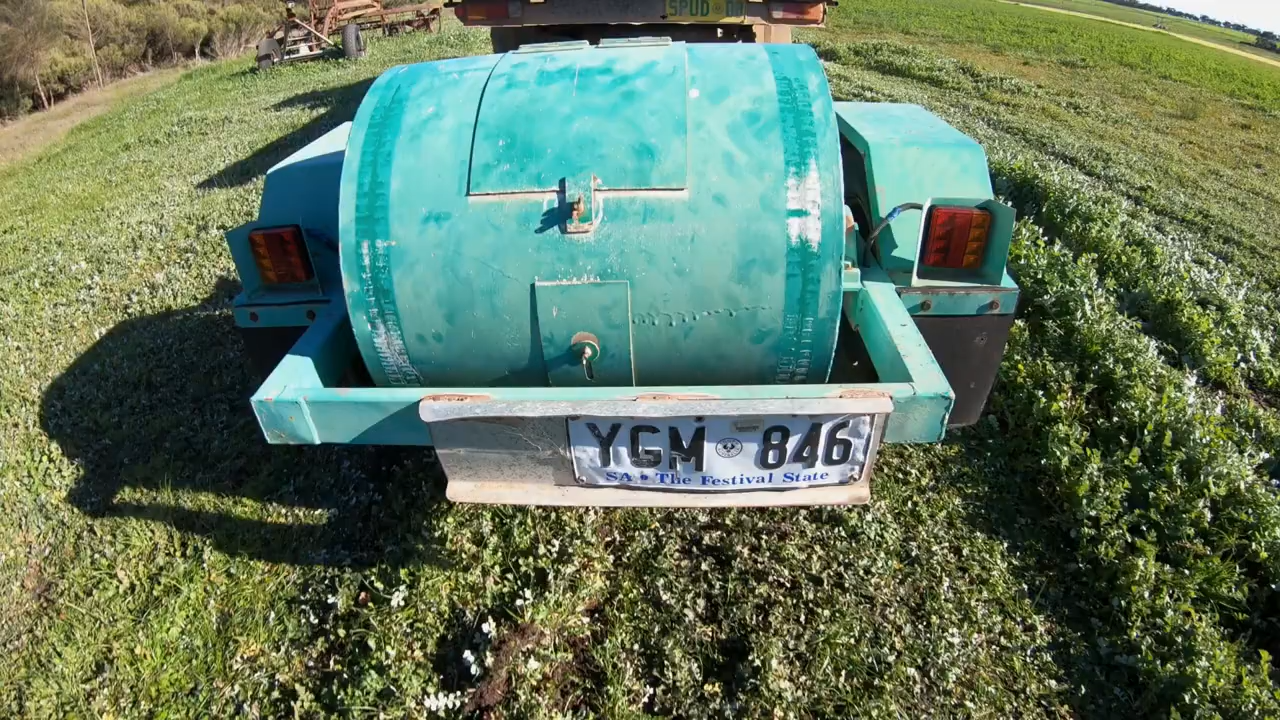 SPUD
YGM 846
SA • The Festival State